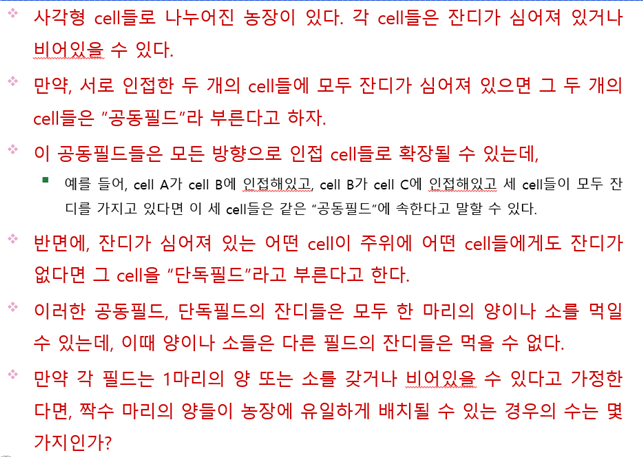 사각형 cell들로 나누어진 농장이 있다. 각 cell들은 잔디가 심어져 있거나
비어있을 수 있다.
만약, 서로 인접한 두 개의 cell들에 모두 잔디가 심어져 있으면 그 두 개의
cell들은 “공동필드”라 부른다고 하자.
이 공동필드들은 모든 방향으로 인접 cell들로 확장될 수 있는데,
예를 들어, cell A가 cell B에 인접해있고, cell B가 cell C에 인접해있고 세 cell들이 모두 잔
디를 가지고 있다면 이 세 cell들은 같은 “공동필드”에 속한다고 말할 수 있다.
반면에, 잔디가 심어져 있는 어떤 cell이 주위에 어떤 cell들에게도 잔디가
없다면 그 cell을 “단독필드”라고 부른다고 한다.
이러한 공동필드, 단독필드의 잔디들은 모두 한 마리의 양이나 소를 먹일
수 있는데, 이때 양이나 소들은 다른 필드의 잔디들은 먹을 수 없다.
만약 각 필드는 1마리의 양 또는 소를 갖거나 비어있을 수 있다고 가정한
다면, 짝수 마리의 양들이 농장에 유일하게 배치될 수 있는 경우의 수는 몇
가지인가?